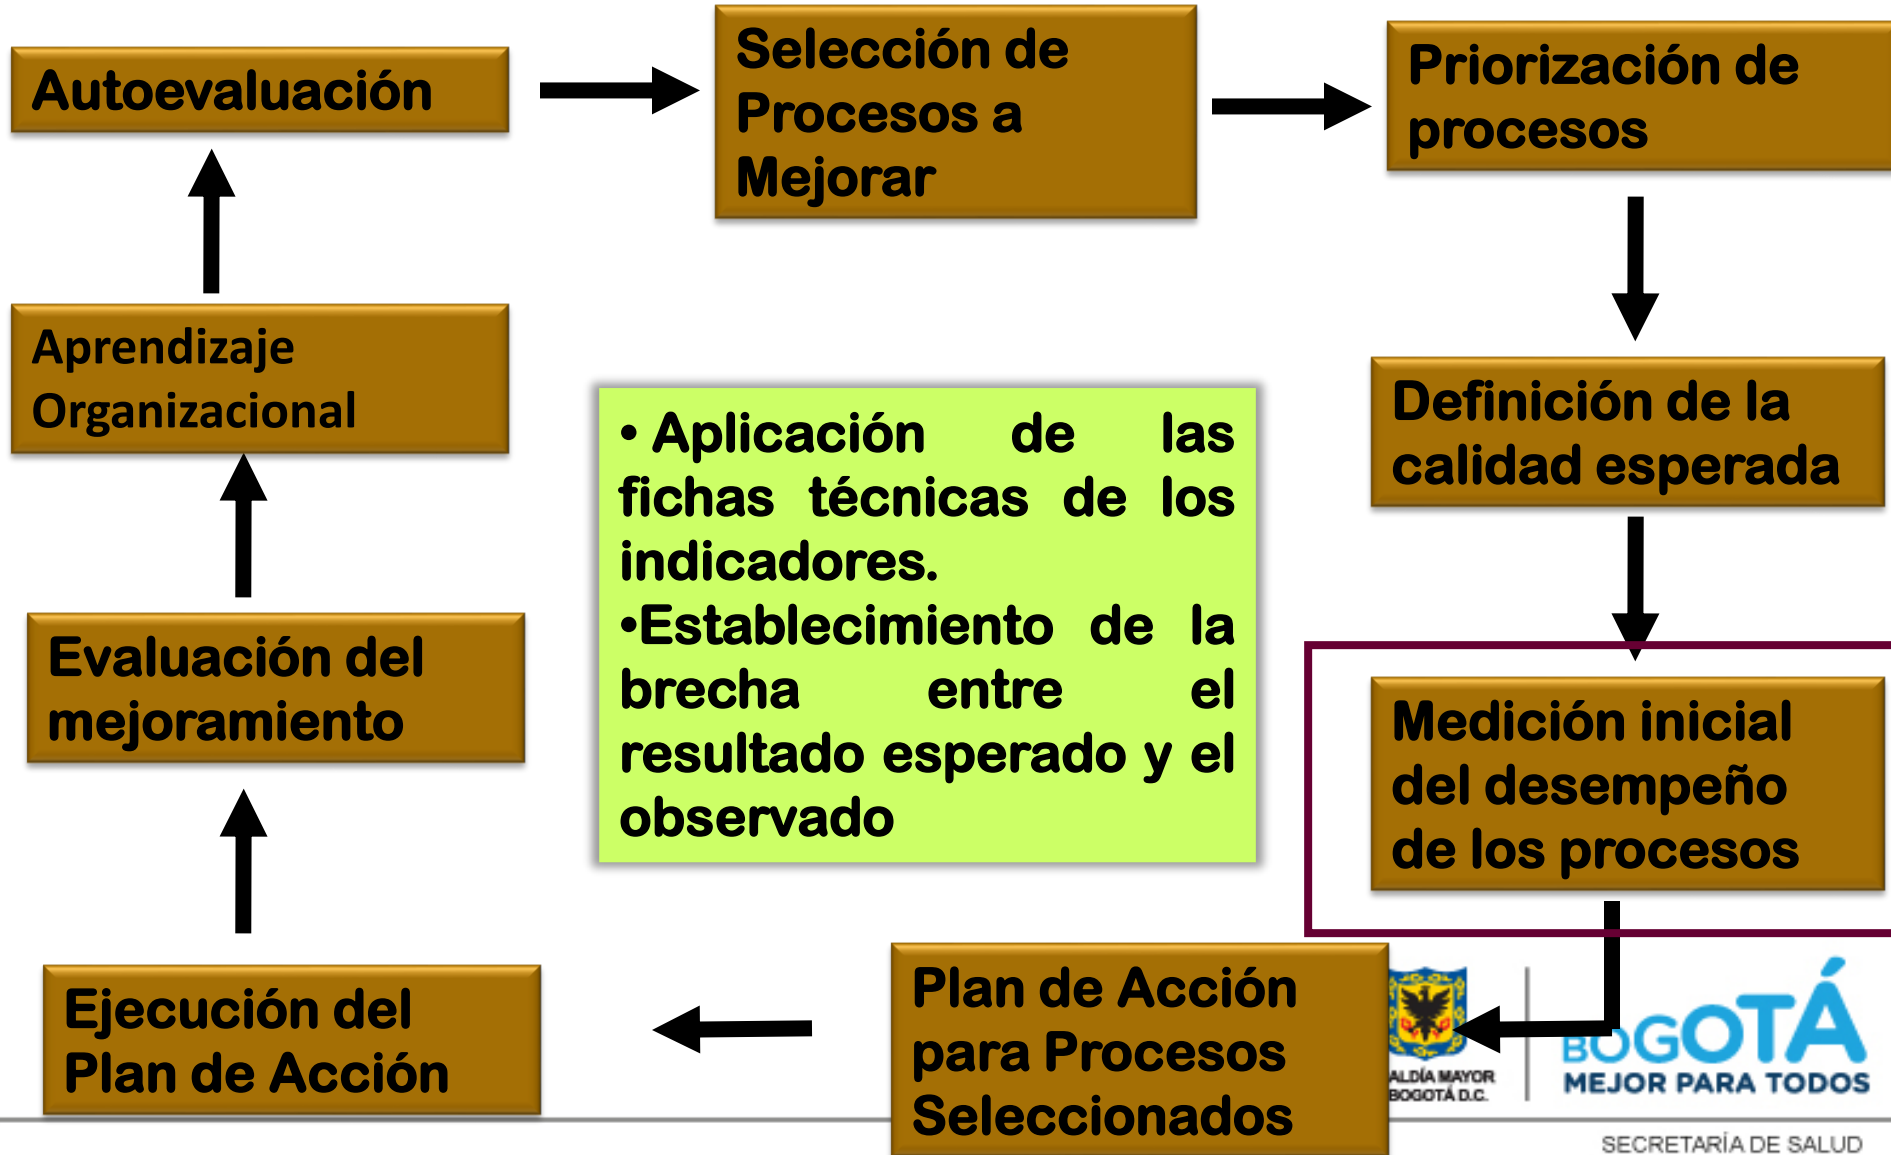 Autoevaluación
Selección de
Procesos a
Mejorar
Priorización de
procesos
Aprendizaje
Organizacional
Definición de la
calidad esperada
• Aplicación de las
fichas técnicas de los
indicadores.
•Establecimiento de la
brecha entre el
resultado esperado y el
observado
Evaluación del
mejoramiento
Medición inicial
del desempeño
de los procesos
Ejecución del
Plan de Acción
Plan de Acción
para Procesos
Seleccionados
ALDÍA MAYOR
BOGOTÁ D.C.
BOGOTÁ
MEJOR PARA TODOS
SECRETARÍA DE SALUD